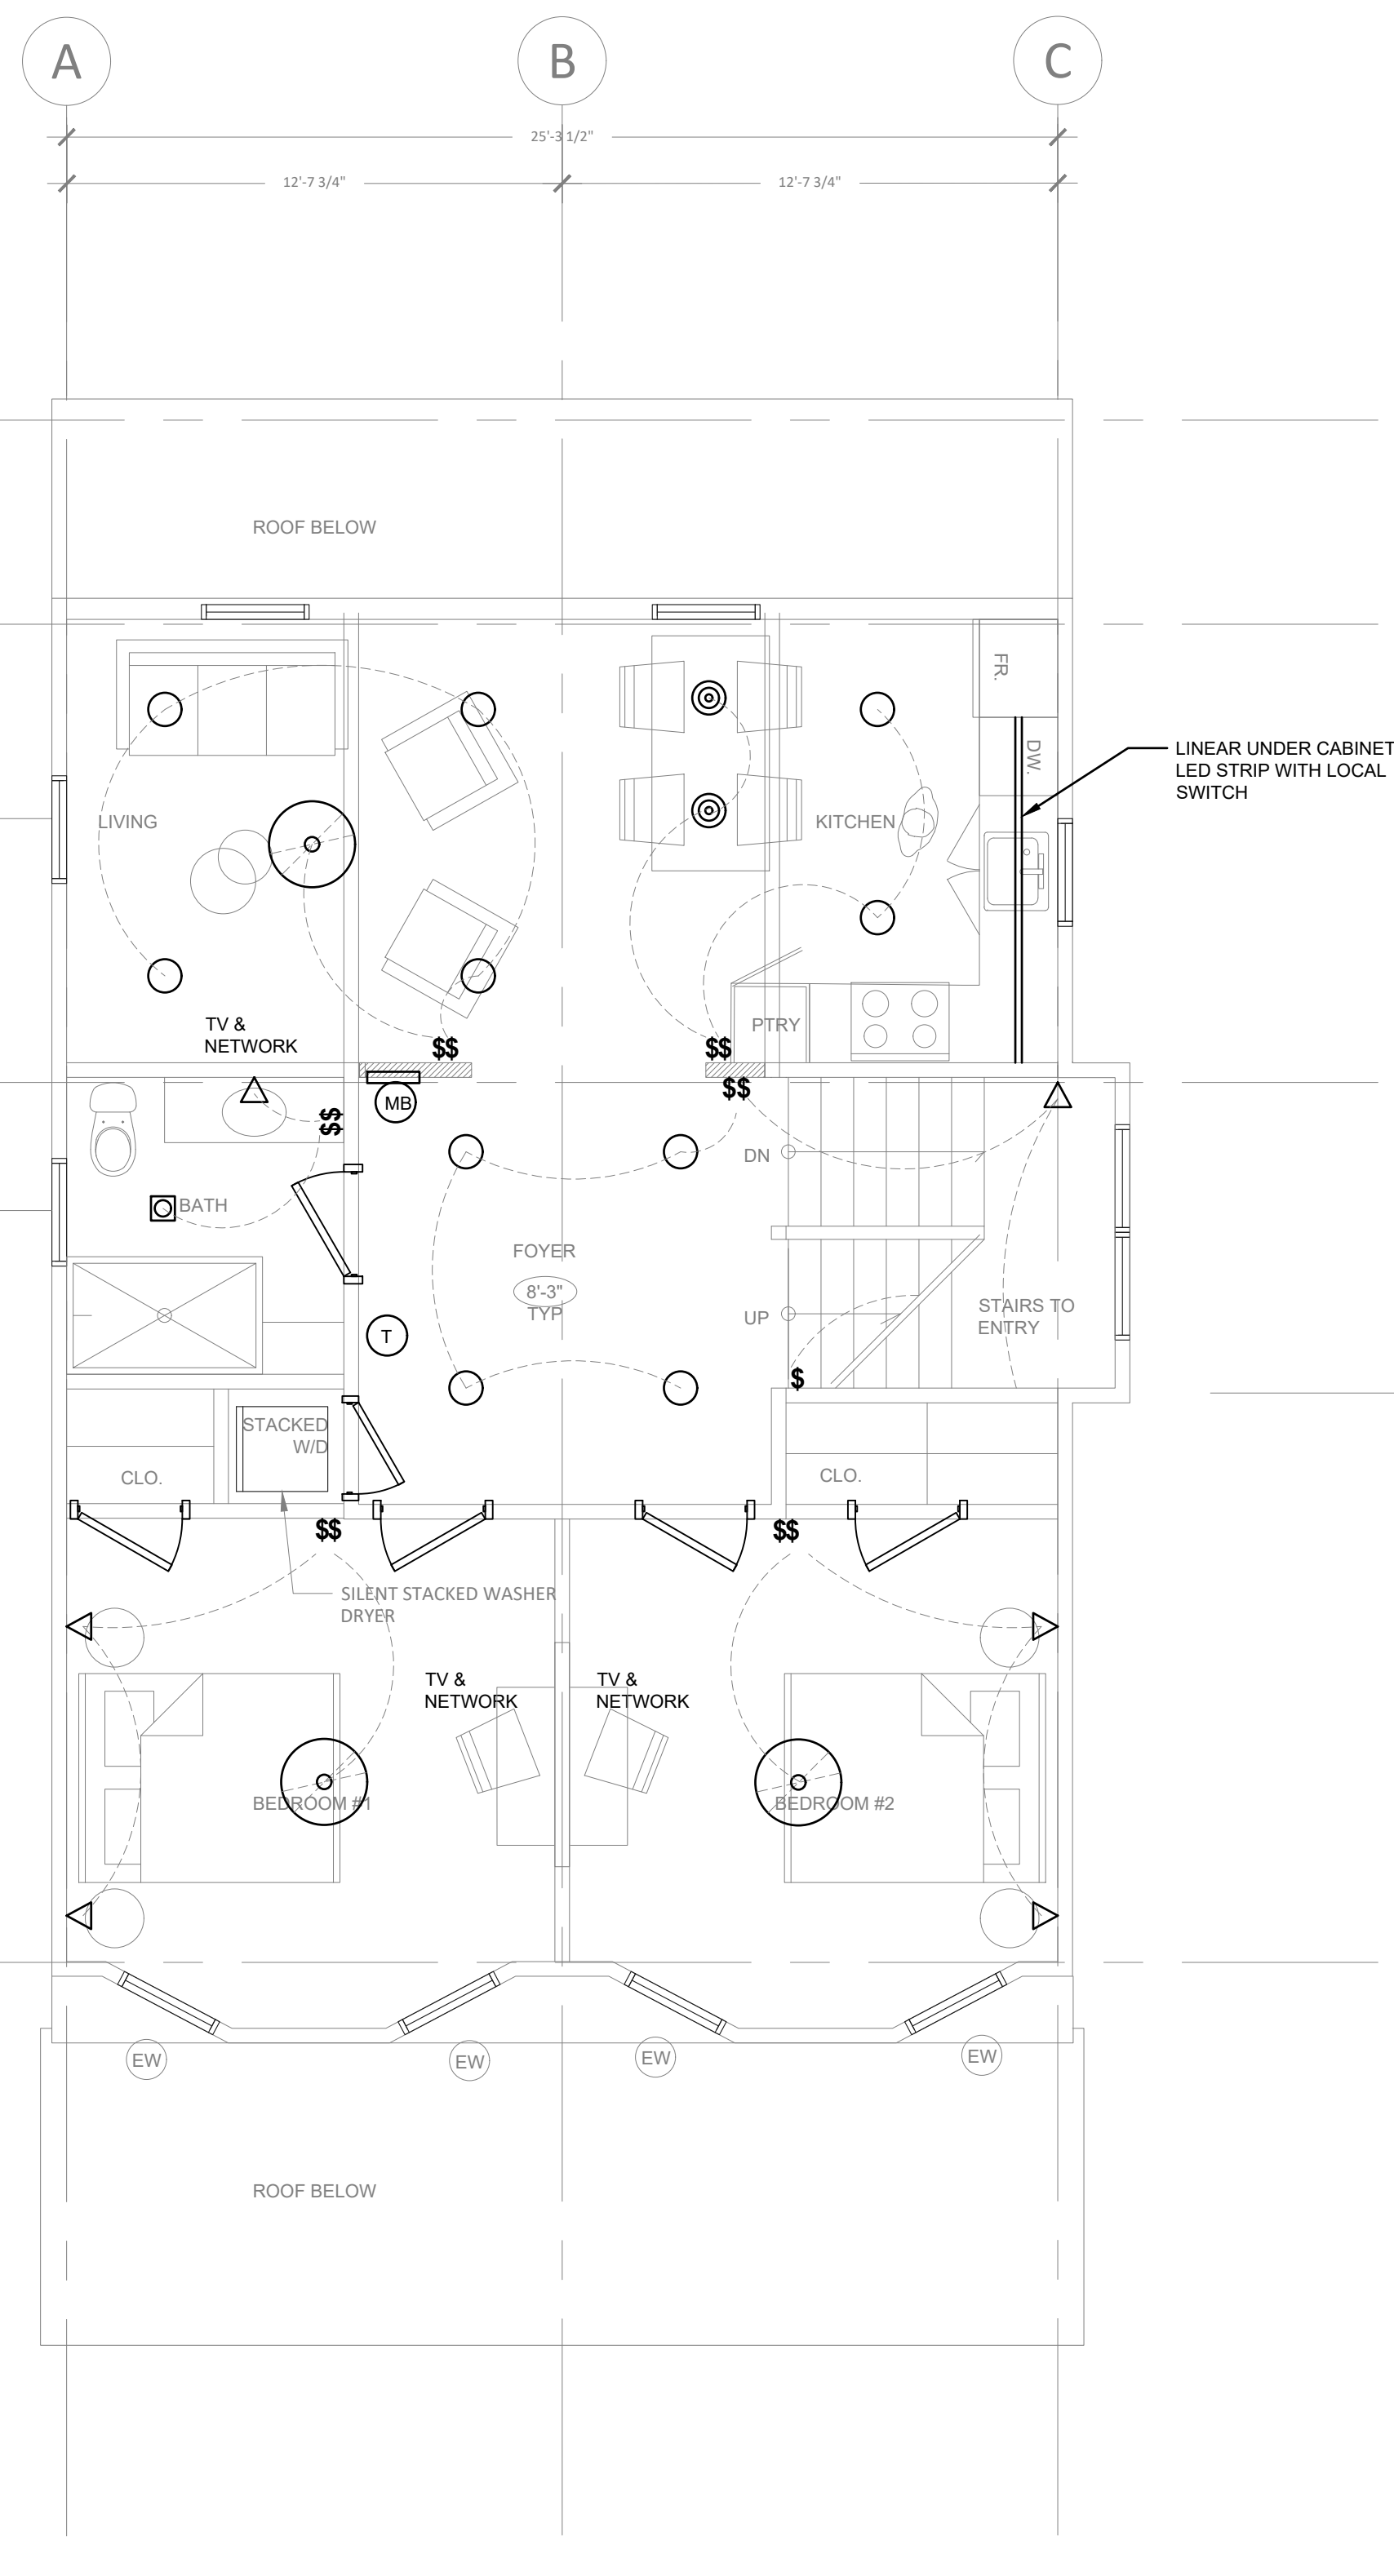 A
B
C
25'-3 1/2"
12'-7 3/4"
12'-7 3/4"
ROOF BELOW
FR.
DW.
LINEAR UNDER CABINET
LED STRIP WITH LOCAL
SWITCH
LIVING
KITCHEN
TV &
NETWORK
PTRY
$$
$$
$$
MB
$$
DN
BATH
FOYER
8'-3"
TYP
STAIRS TO
ENTRY
UP
T
$
STACKED
W/D
CLO.
CLO.
$$
$$
SILENT STACKED WASHER
DRYER
TV &
NETWORK
TV &
NETWORK
BEDROOM #1
BEDROOM #2
EW
EW
EW
EW
ROOF BELOW